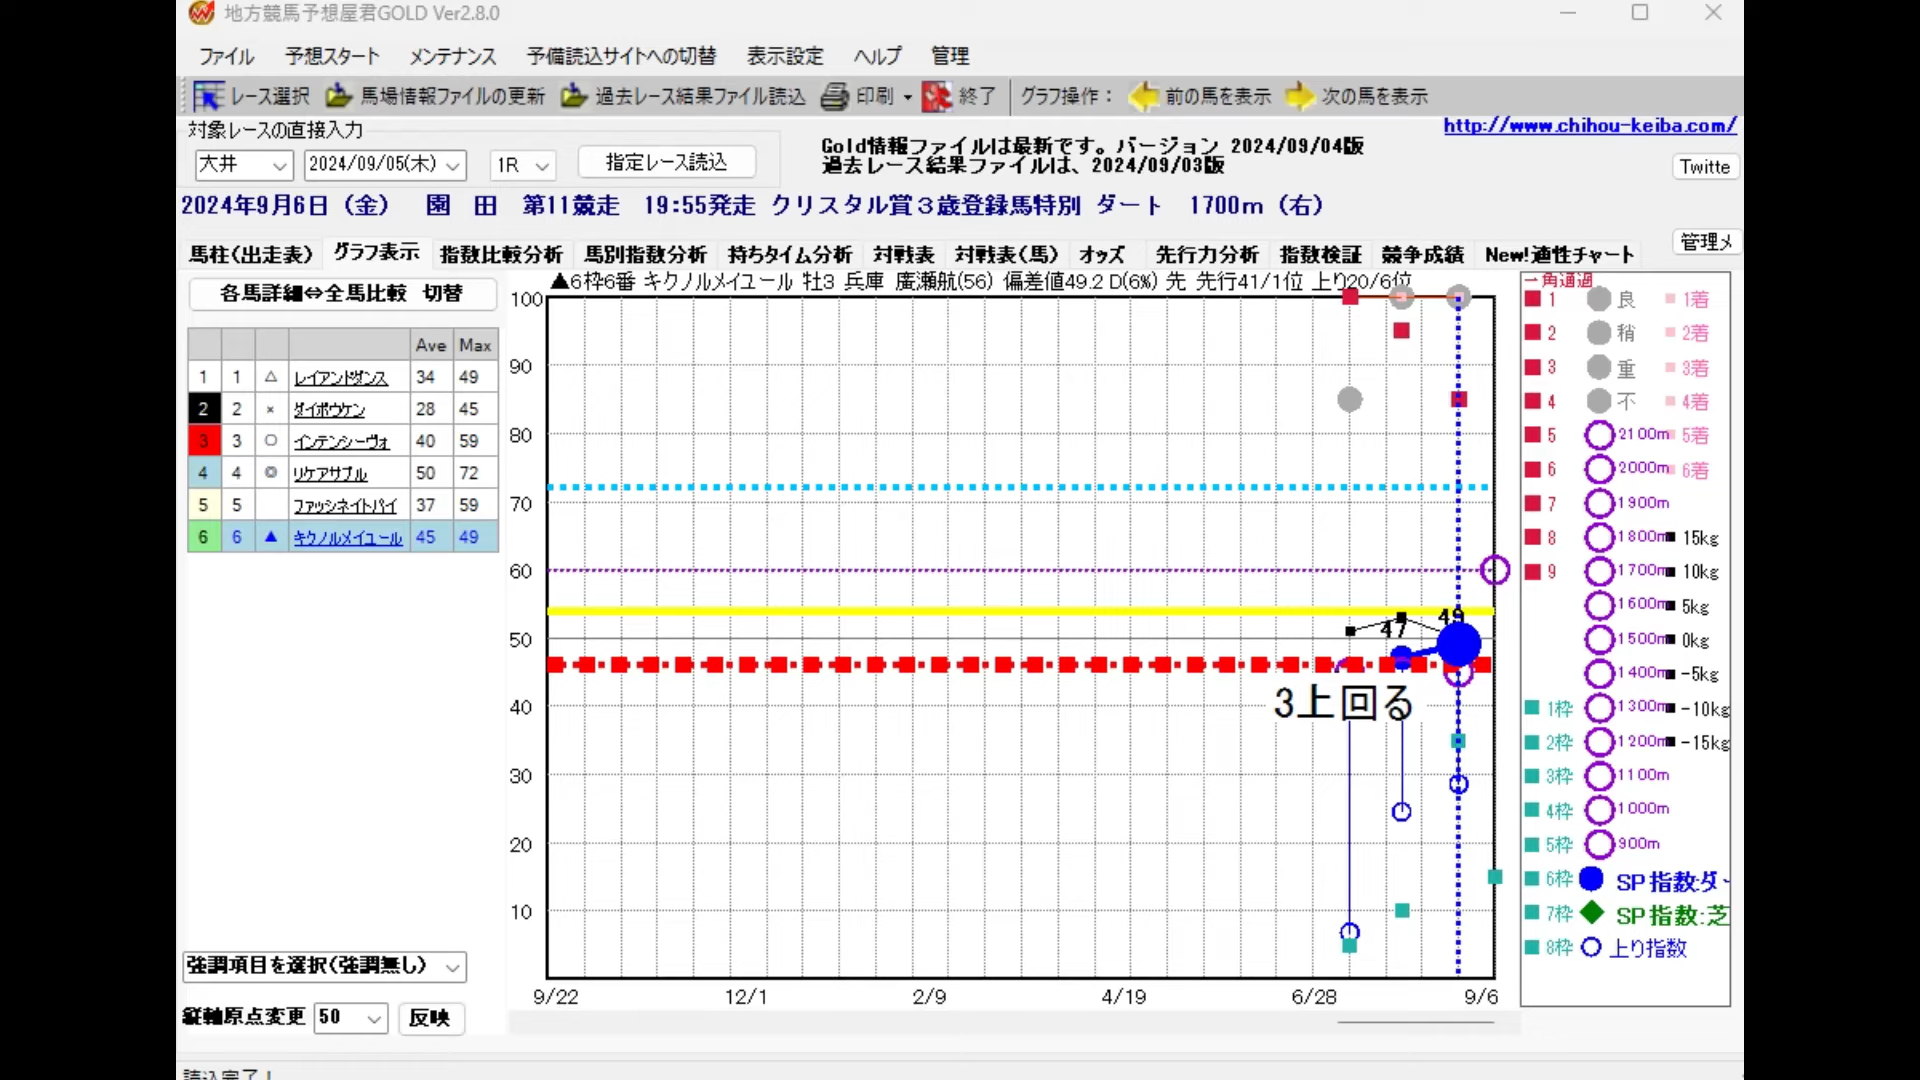 地方競馬予想屋君GOLD Ver2.8.0
ファイル 予想スタート メンテナンス 予備読込サイトへの切替 表示設定 ヘルプ 管理
レース選択 馬場情報ファイルの更新 過去レース結果ファイル読込 印刷 終了 グラフ操作： 前の馬を表示 次の馬を表示
対象レースの直接入力
http://www.chihou-keiba.com/
大井 2024/09/05(木) 1R 指定レース読込
Gold情報ファイルは最新です。バージョン 2024/09/04版
過去レース結果ファイルは、2024/09/03版
Twitte
2024年9月6日（金） 園 田 第11競走 19:55発走 クリスタル賞３歳登録馬特別 ダート 1700m（右）
管理メ
馬柱(出走表) グラフ表示 指数比較分析 馬別指数分析 持ちタイム分析 対戦表 対戦表(馬) オッズ 先行力分析 指数検証 競争成績 New!適性チャート
各馬詳細⇔全馬比較 切替
▲6枠6番 キクノルメイユール 牡3 兵庫 廣瀬航(56) 偏差値49.2 D(6%) 先 先行41/1位 上り20/6位
Ave Max
1 1 △ レイアンドダンス 34 49
2 2 × ダイボウケン 28 45
3 3 ○ インテンシーヴォ 40 59
4 4 ◎ リケアサブル 50 72
5 5 ファッシネイトパイ 37 59
6 6 ▲ キクノルメイユール 45 49
100
90
80
70
60
50
40
30
20
10
47
49
3上回る
9/22 12/1 2/9 4/19 6/28 9/6
一角通過
1 良 1着
2 稍 2着
3 重 3着
4 不 4着
5 2100m 5着
6 2000m 6着
7 1900m
8 1800m 15kg
9 1700m 10kg
1600m 5kg
1500m 0kg
1400m -5kg
1枠 1300m -10kg
2枠 1200m -15kg
3枠 1100m
4枠 1000m
5枠 900m
6枠 SP指数:ダ
7枠 SP指数:芝
8枠 上り指数
強調項目を選択(強調無し)
縦軸原点変更 50 反映
読込完了！